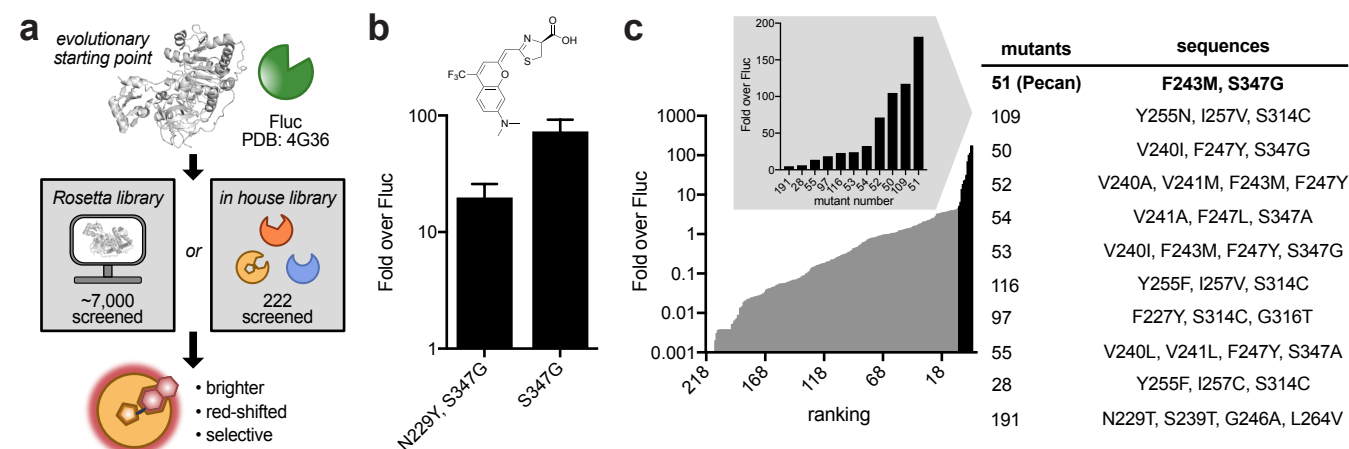 a
evolutionary
starting point
Fluc
PDB: 4G36
Rosetta library
~7,000
screened
or
in house library
222
screened
• brighter
• red-shifted
• selective
b
O
OH
N
S
F3C
O
N
Fold over Fluc
100
10
1
N229Y, S347G
S347G
c
Fold over Fluc
200
150
100
50
0
191 28 55 97 116 53 54 52 50 109 51
mutant number
Fold over Fluc
1000
100
10
1
0.1
0.01
0.001
218 168 118 68 18
ranking
mutants sequences
51 (Pecan) F243M, S347G
109 Y255N, I257V, S314C
50 V240I, F247Y, S347G
52 V240A, V241M, F243M, F247Y
54 V241A, F247L, S347A
53 V240I, F243M, F247Y, S347G
116 Y255F, I257V, S314C
97 F227Y, S314C, G316T
55 V240L, V241L, F247Y, S347A
28 Y255F, I257C, S314C
191 N229T, S239T, G246A, L264V